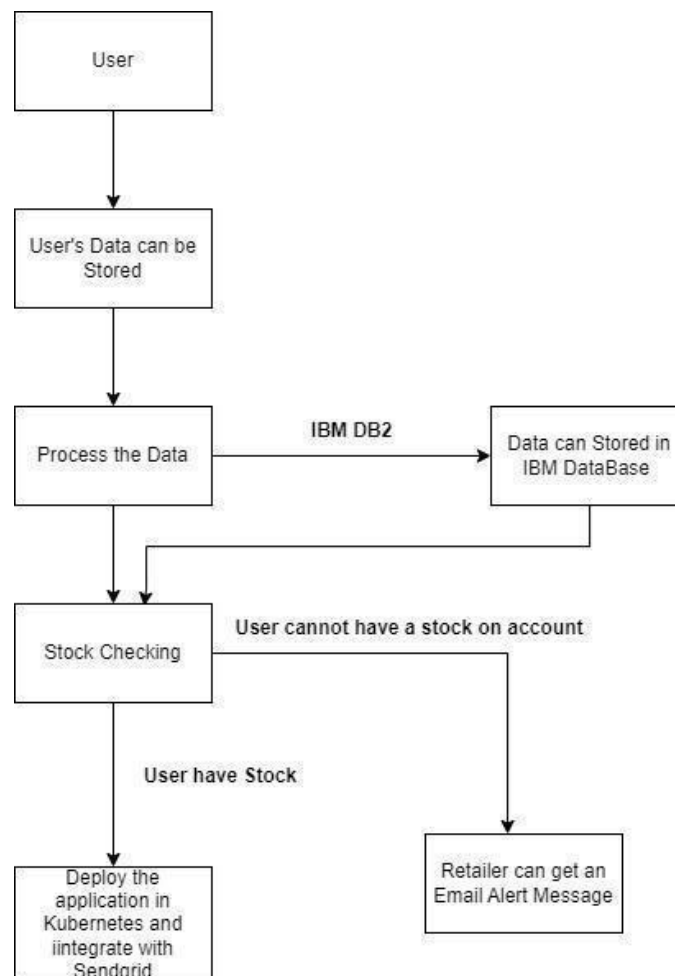 User
User's Data can be
Stored
IBM DB2
Process the Data
Data can Stored in
IBM DataBase
User cannot have a stock on account
Stock Checking
User have Stock
Retailer can get an
Email Alert Message
Deploy the
application in
Kubernetes and
iintegrate with
Sendgrid